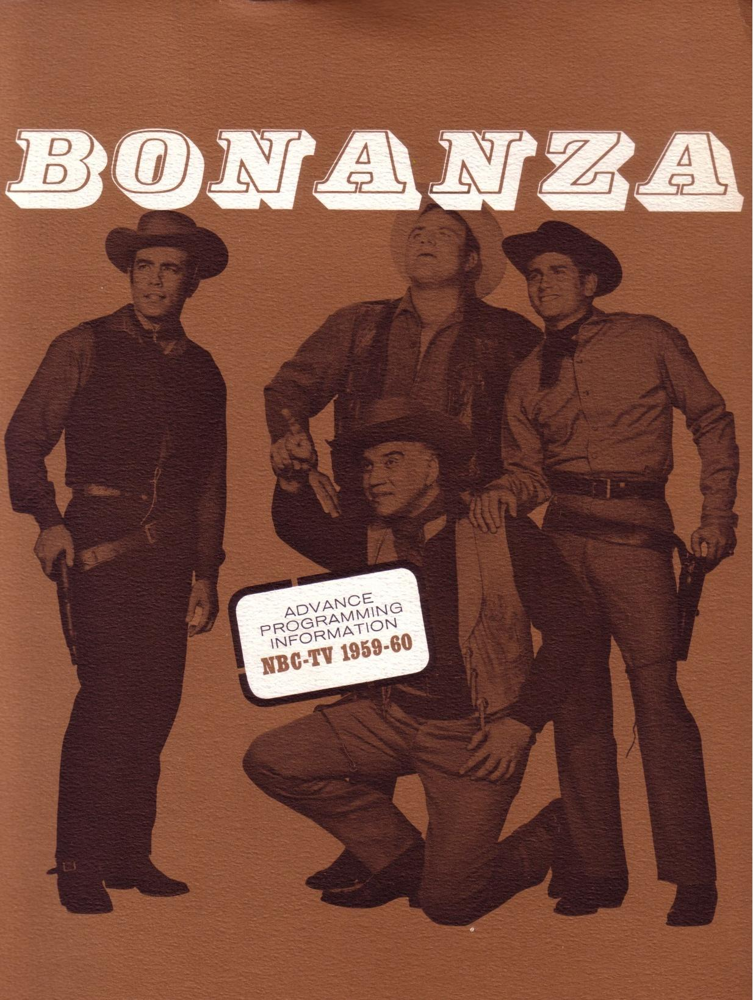 BONANZA
ADVANCE
PROGRAMMING
INFORMATION
NBC-TV 1959-60